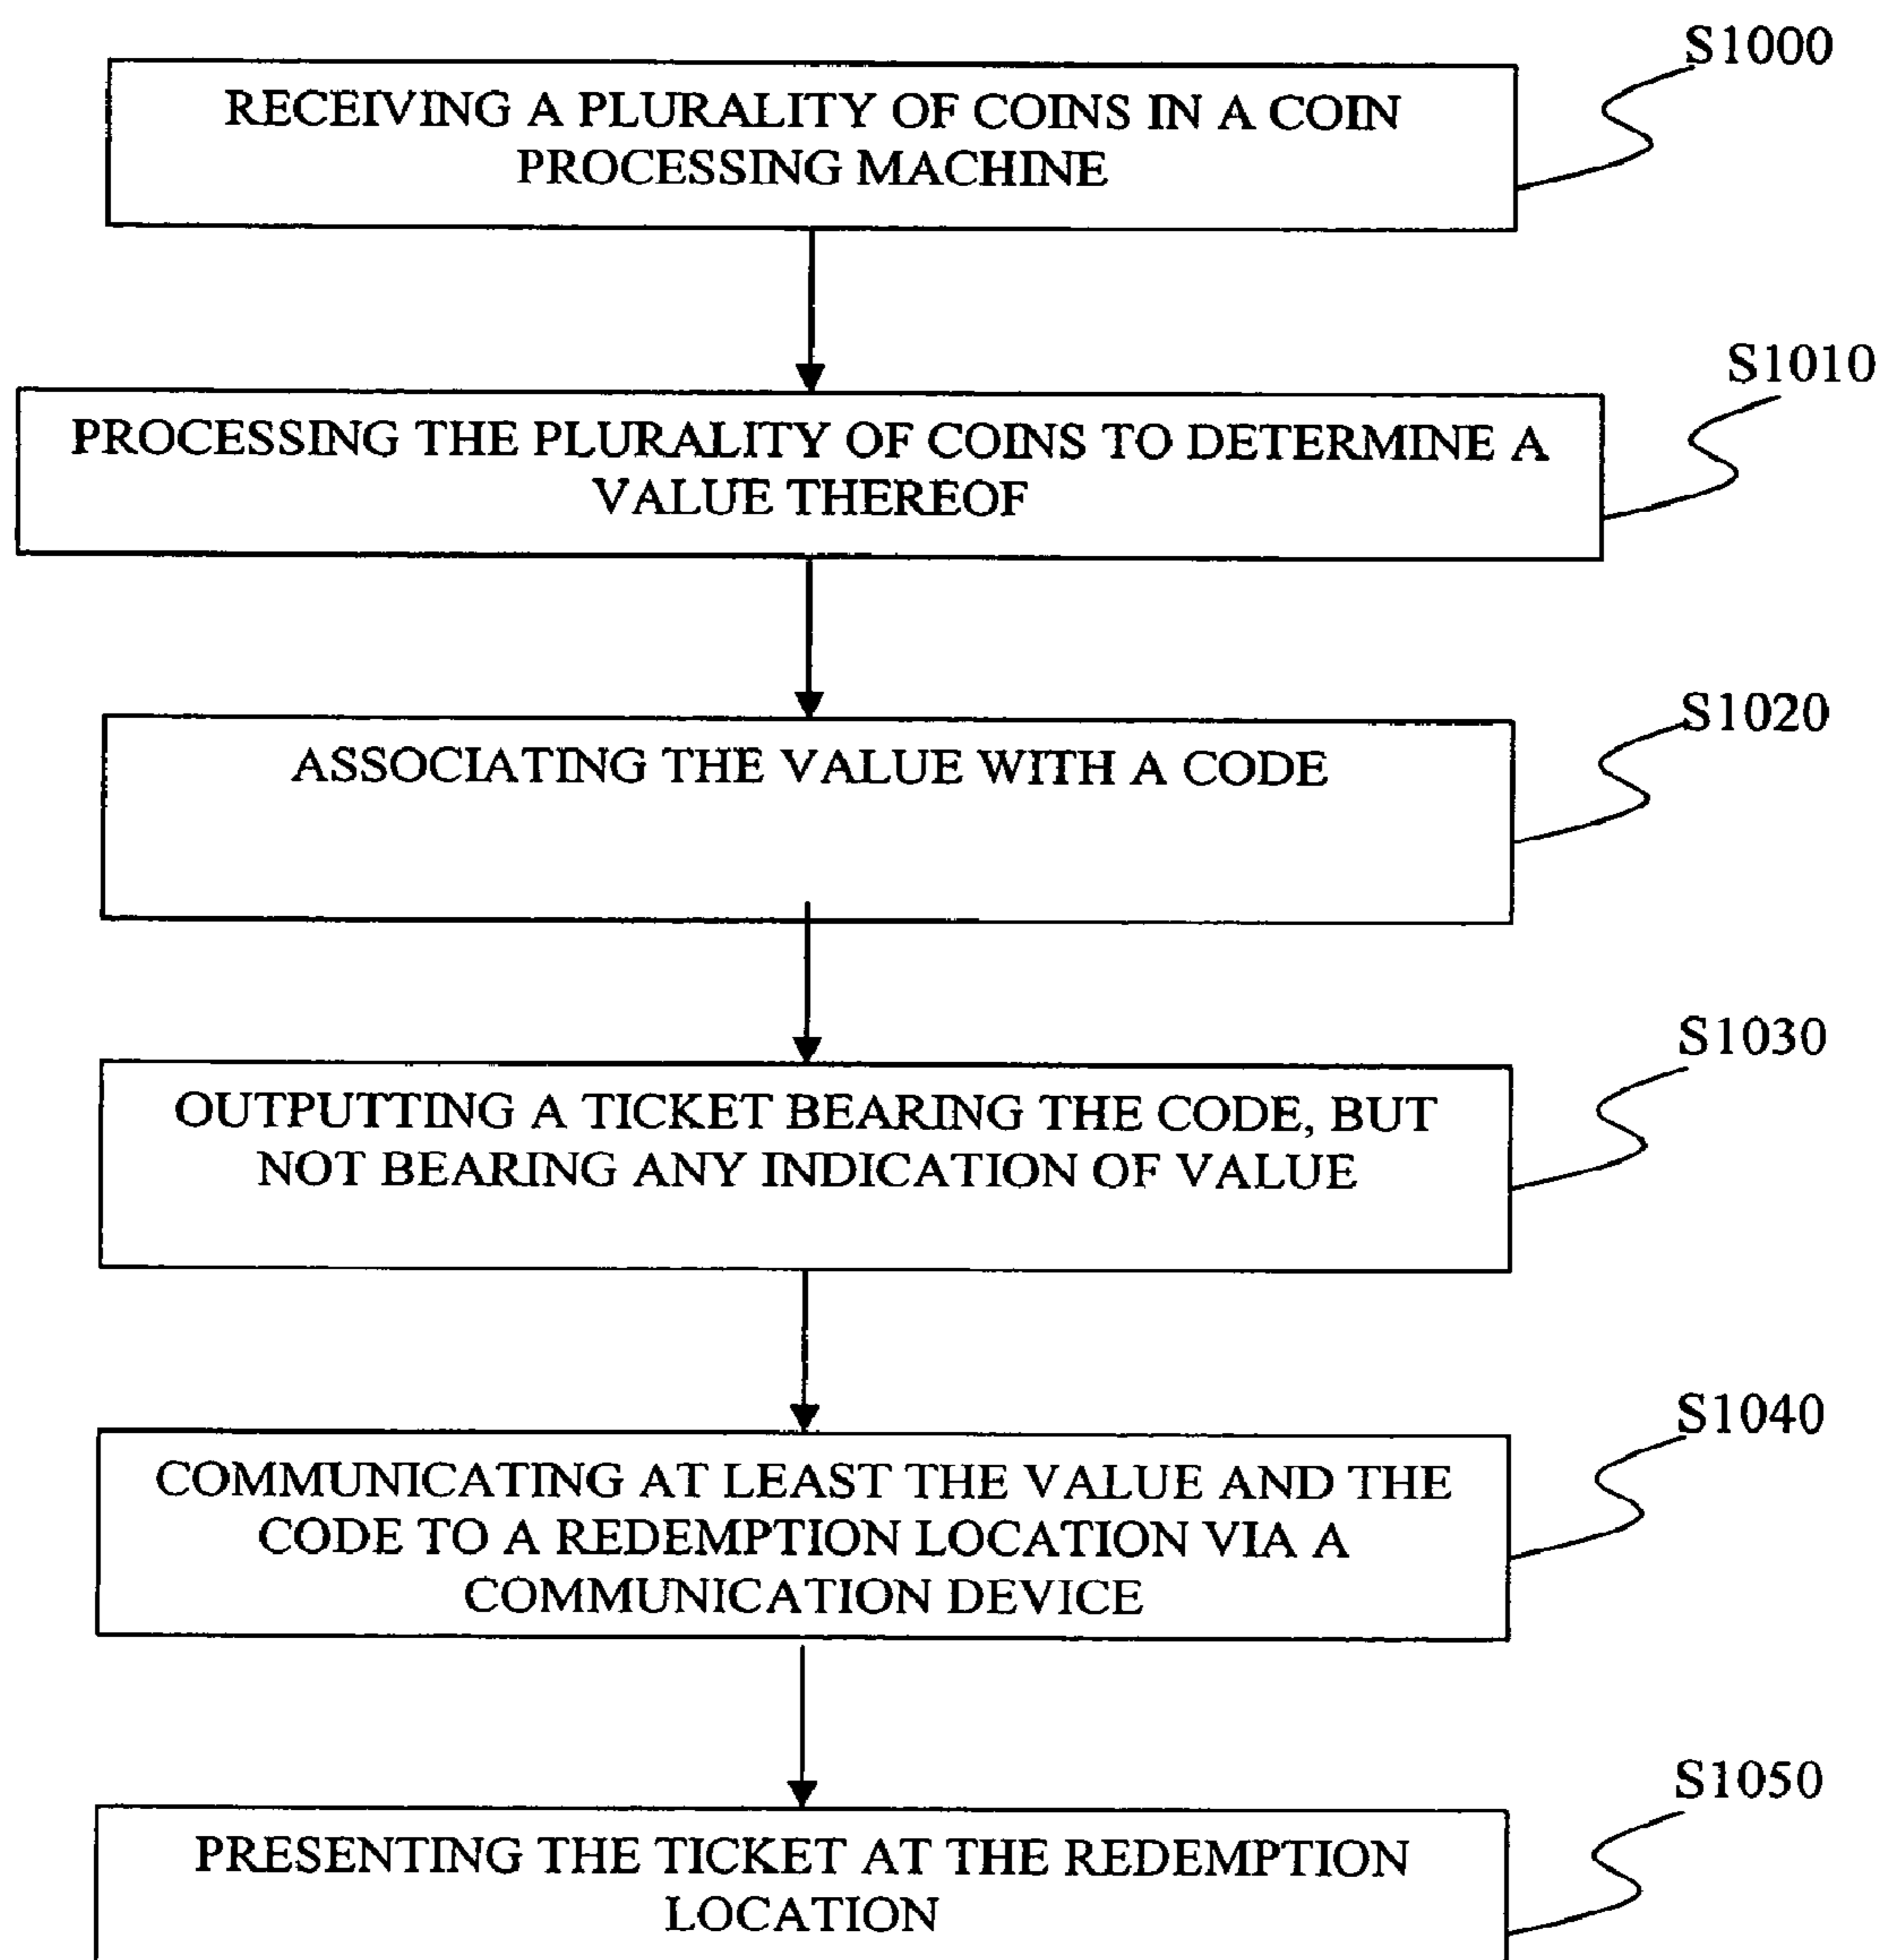 S1000
RECEIVING A PLURALITY OF COINS IN A COIN
PROCESSING MACHINE
S1010
PROCESSING THE PLURALITY OF COINS TO DETERMINE A
VALUE THEREOF
S1020
ASSOCIATING THE VALUE WITH A CODE
S1030
OUTPUTTING A TICKET BEARING THE CODE, BUT
NOT BEARING ANY INDICATION OF VALUE
S1040
COMMUNICATING AT LEAST THE VALUE AND THE
CODE TO A REDEMPTION LOCATION VIA A
COMMUNICATION DEVICE
S1050
PRESENTING THE TICKET AT THE REDEMPTION
LOCATION